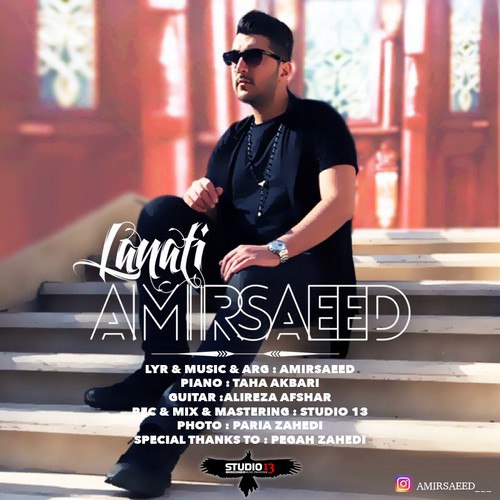 Lanati
AMIRSAEED
LYR & MUSIC & ARG : AMIRSAEED
PIANO : TAHA AKBARI
GUITAR :ALIREZA AFSHAR
REC & MIX & MASTERING : STUDIO 13
PHOTO : PARIA ZAHEDI
SPECIAL THANKS TO : PEGAH ZAHEDI
STUDIO 13
AMIRSAEED_ _ _